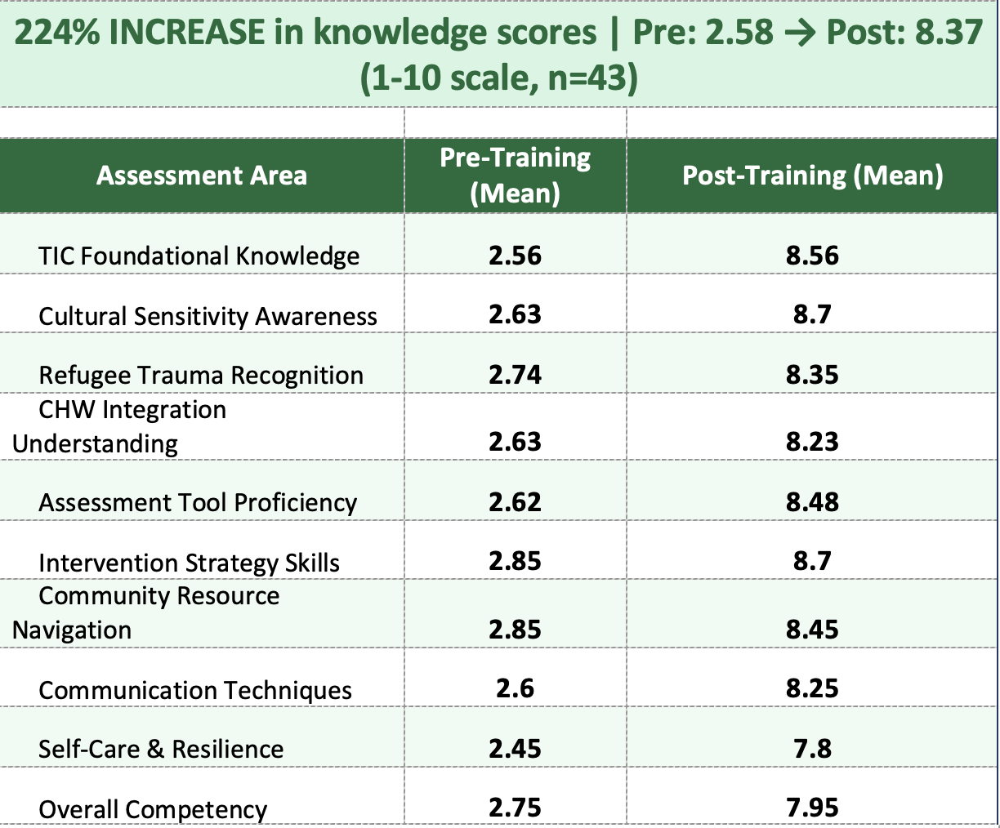 224% INCREASE in knowledge scores | Pre: 2.58 → Post: 8.37
(1-10 scale, n=43)
Assessment Area
Pre-Training
(Mean)
Post-Training (Mean)
TIC Foundational Knowledge 2.56 8.56
Cultural Sensitivity Awareness 2.63 8.7
Refugee Trauma Recognition 2.74 8.35
CHW Integration
Understanding 2.63 8.23
Assessment Tool Proficiency 2.62 8.48
Intervention Strategy Skills 2.85 8.7
Community Resource
Navigation 2.85 8.45
Communication Techniques 2.6 8.25
Self-Care & Resilience 2.45 7.8
Overall Competency 2.75 7.95